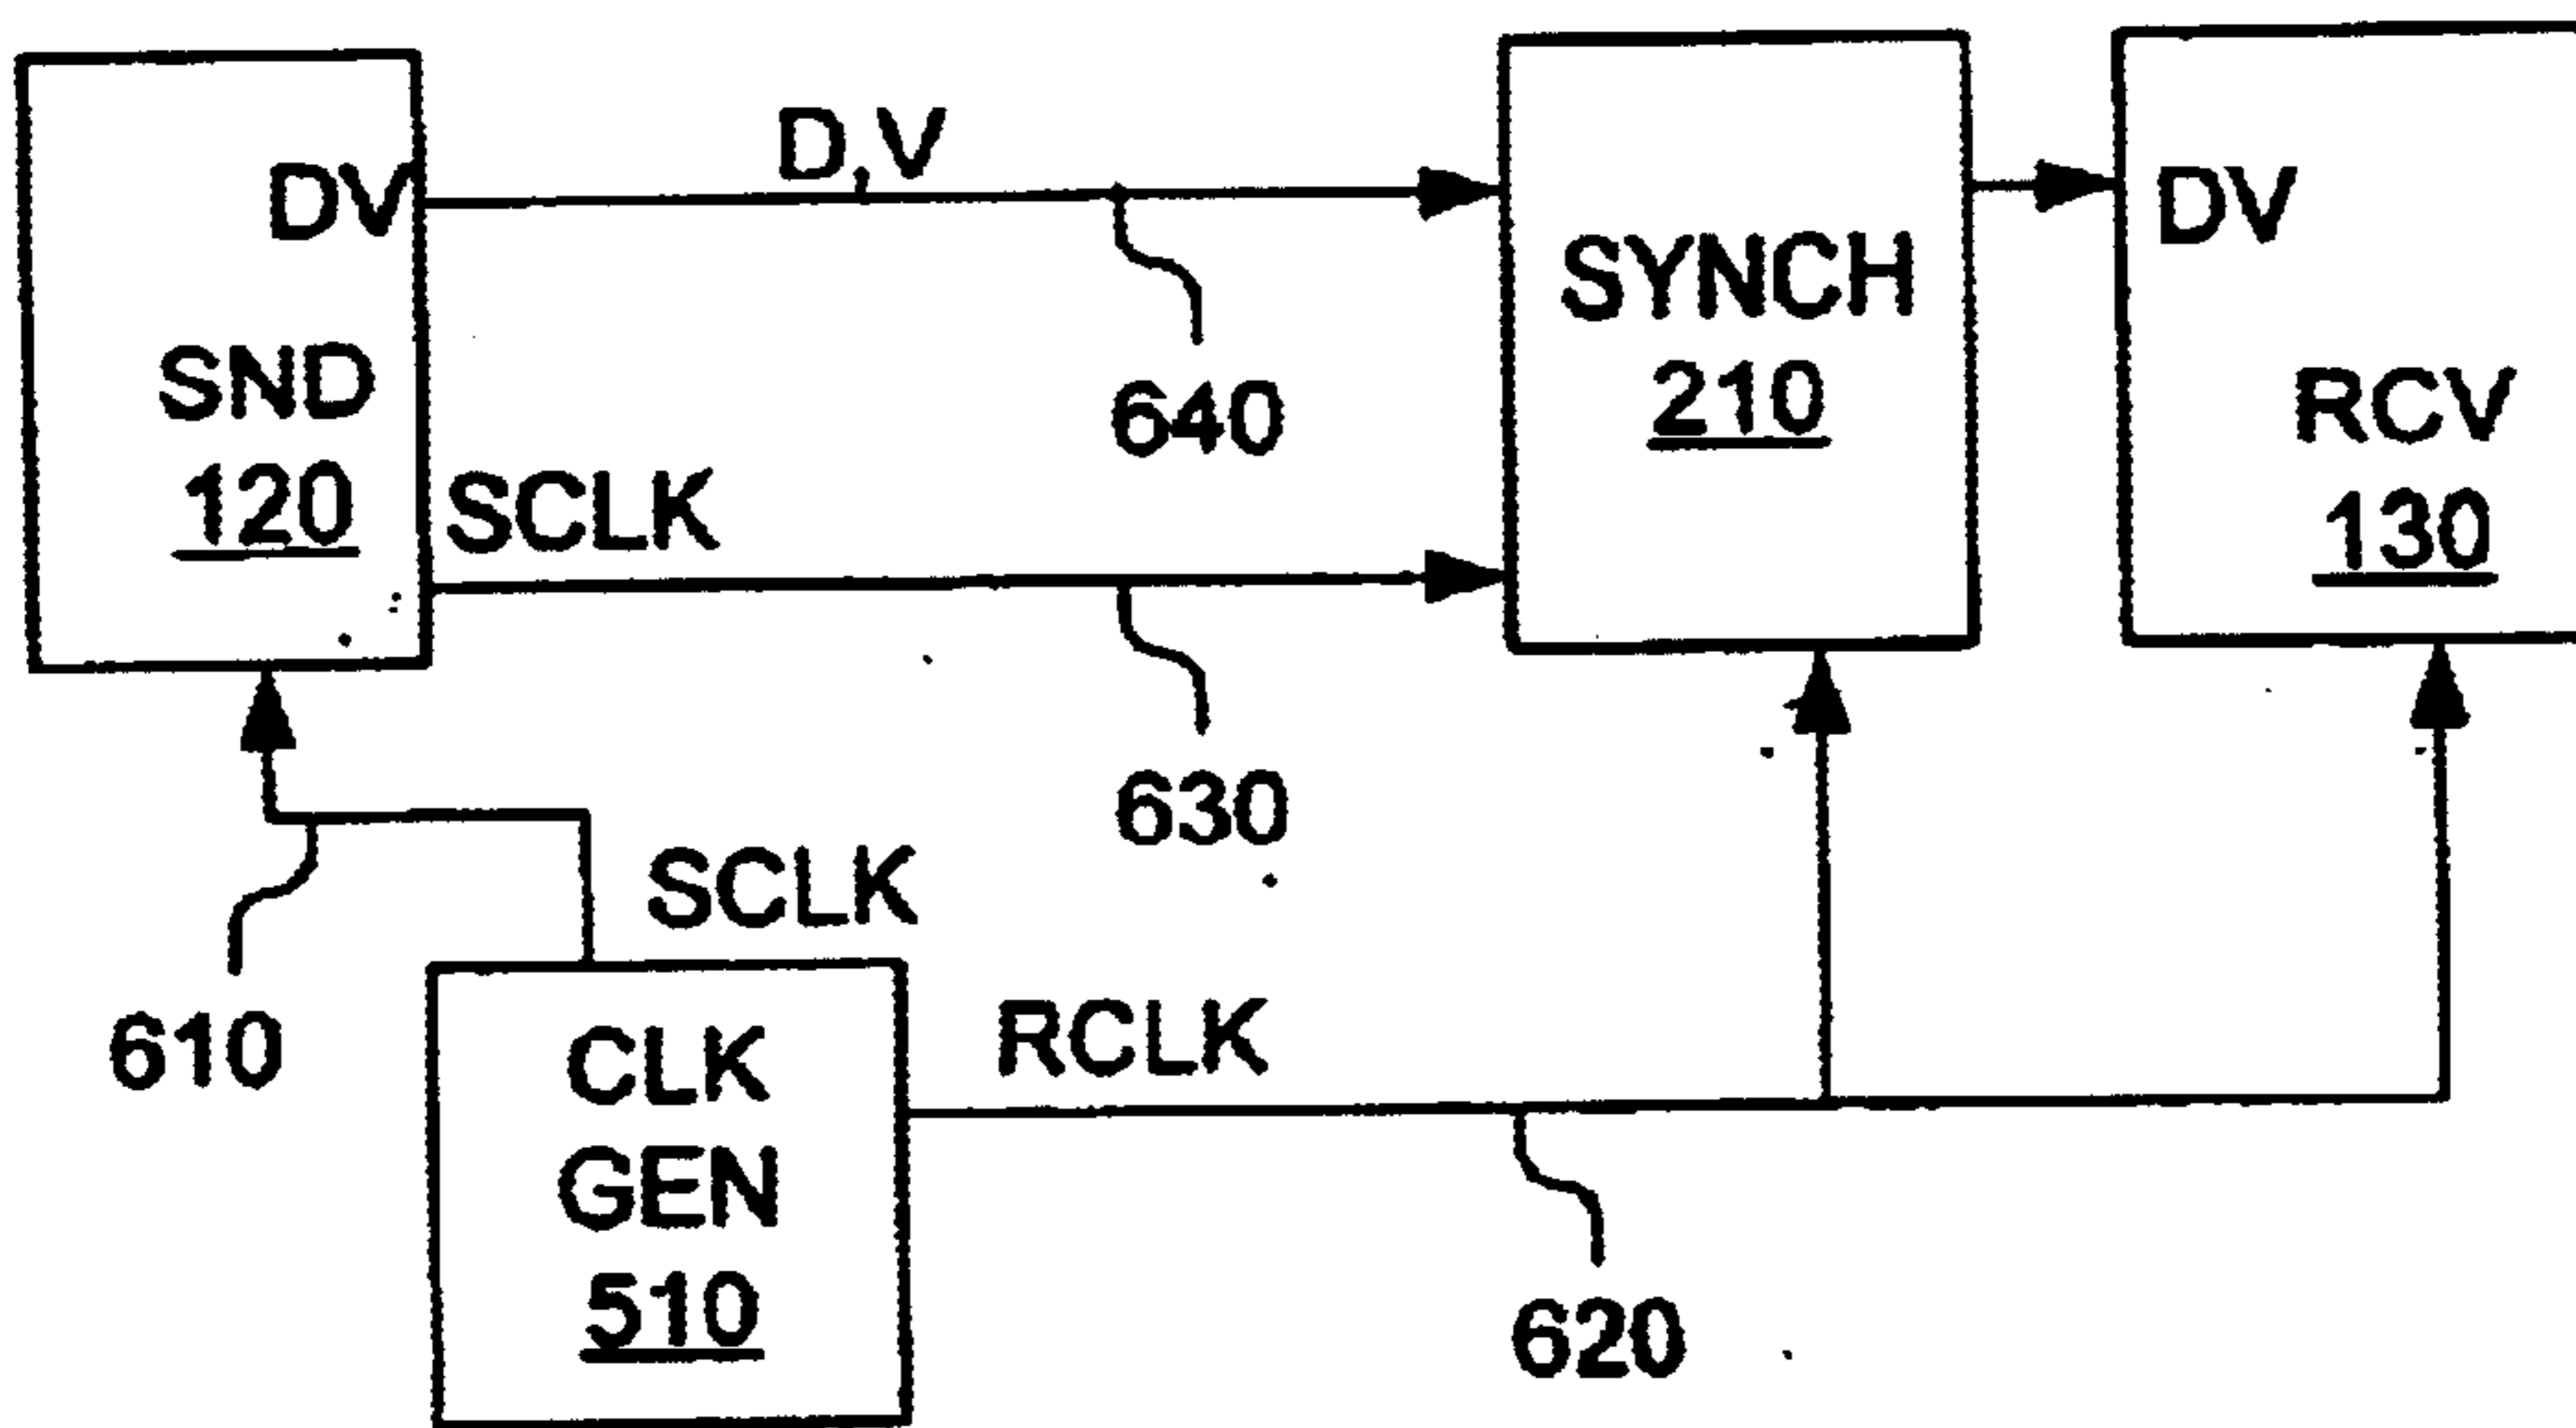 D,V
DV
SND
120
SCLK
640
SYNCH
210
DV
RCV
130
630
610
SCLK
CLK
GEN
510
RCLK
620